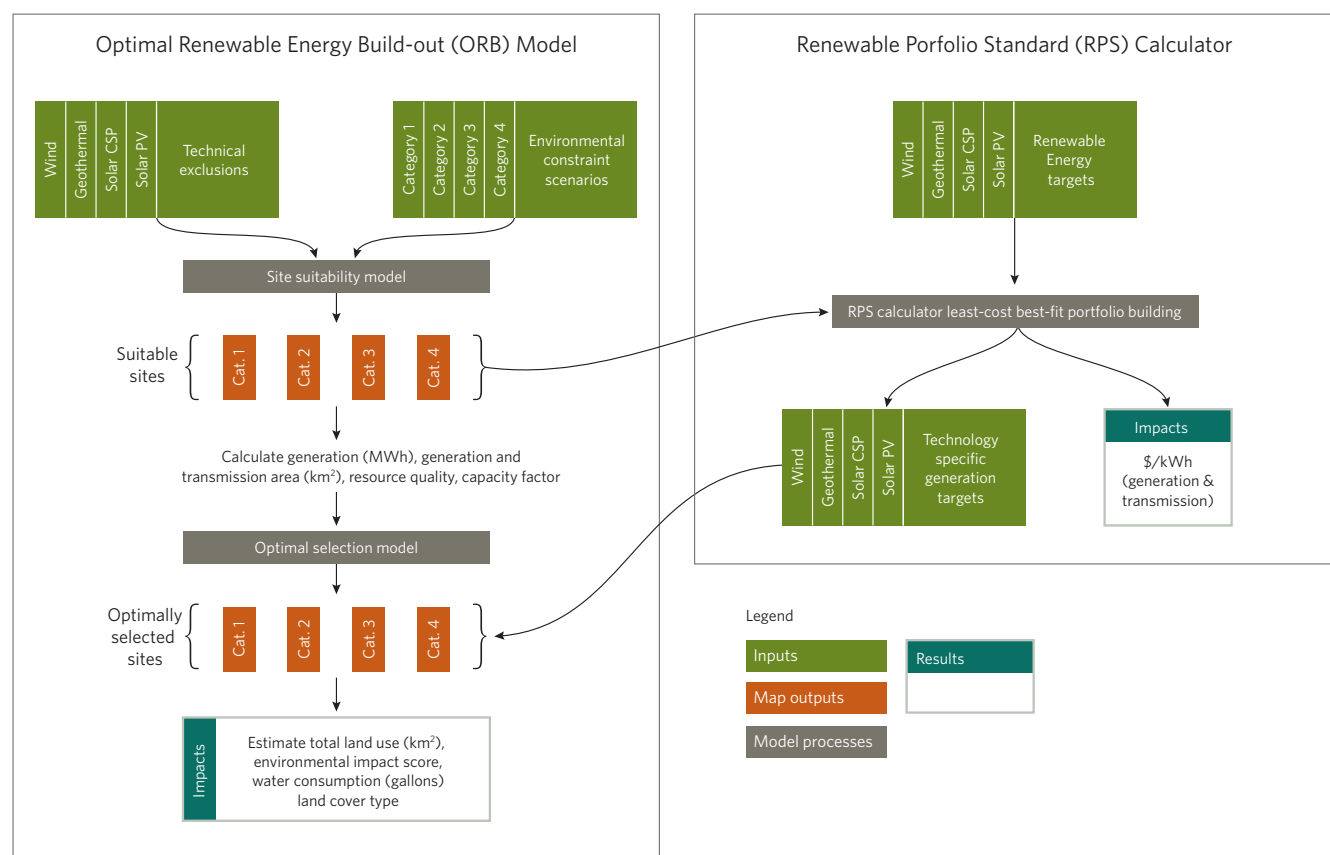 Optimal Renewable Energy Build-out (ORB) Model
Wind
Geothermal
Solar CSP
Solar PV
Technical
exclusions
Category 1
Category 2
Category 3
Category 4
Environmental
constraint
scenarios
Site suitability model
Suitable
sites
Cat. 1
Cat. 2
Cat. 3
Cat. 4
Calculate generation (MWh), generation and
transmission area (km²), resource quality, capacity factor
Optimal selection model
Optimally
selected
sites
Cat. 1
Cat. 2
Cat. 3
Cat. 4
Impacts
Estimate total land use (km²),
environmental impact score,
water consumption (gallons)
land cover type
Renewable Porfolio Standard (RPS) Calculator
Wind
Geothermal
Solar CSP
Solar PV
Renewable
Energy
targets
RPS calculator least-cost best-fit portfolio building
Wind
Geothermal
Solar CSP
Solar PV
Technology
specific
generation
targets
Impacts
$/kWh
(generation &
transmission)
Legend
Inputs
Map outputs
Model processes
Results